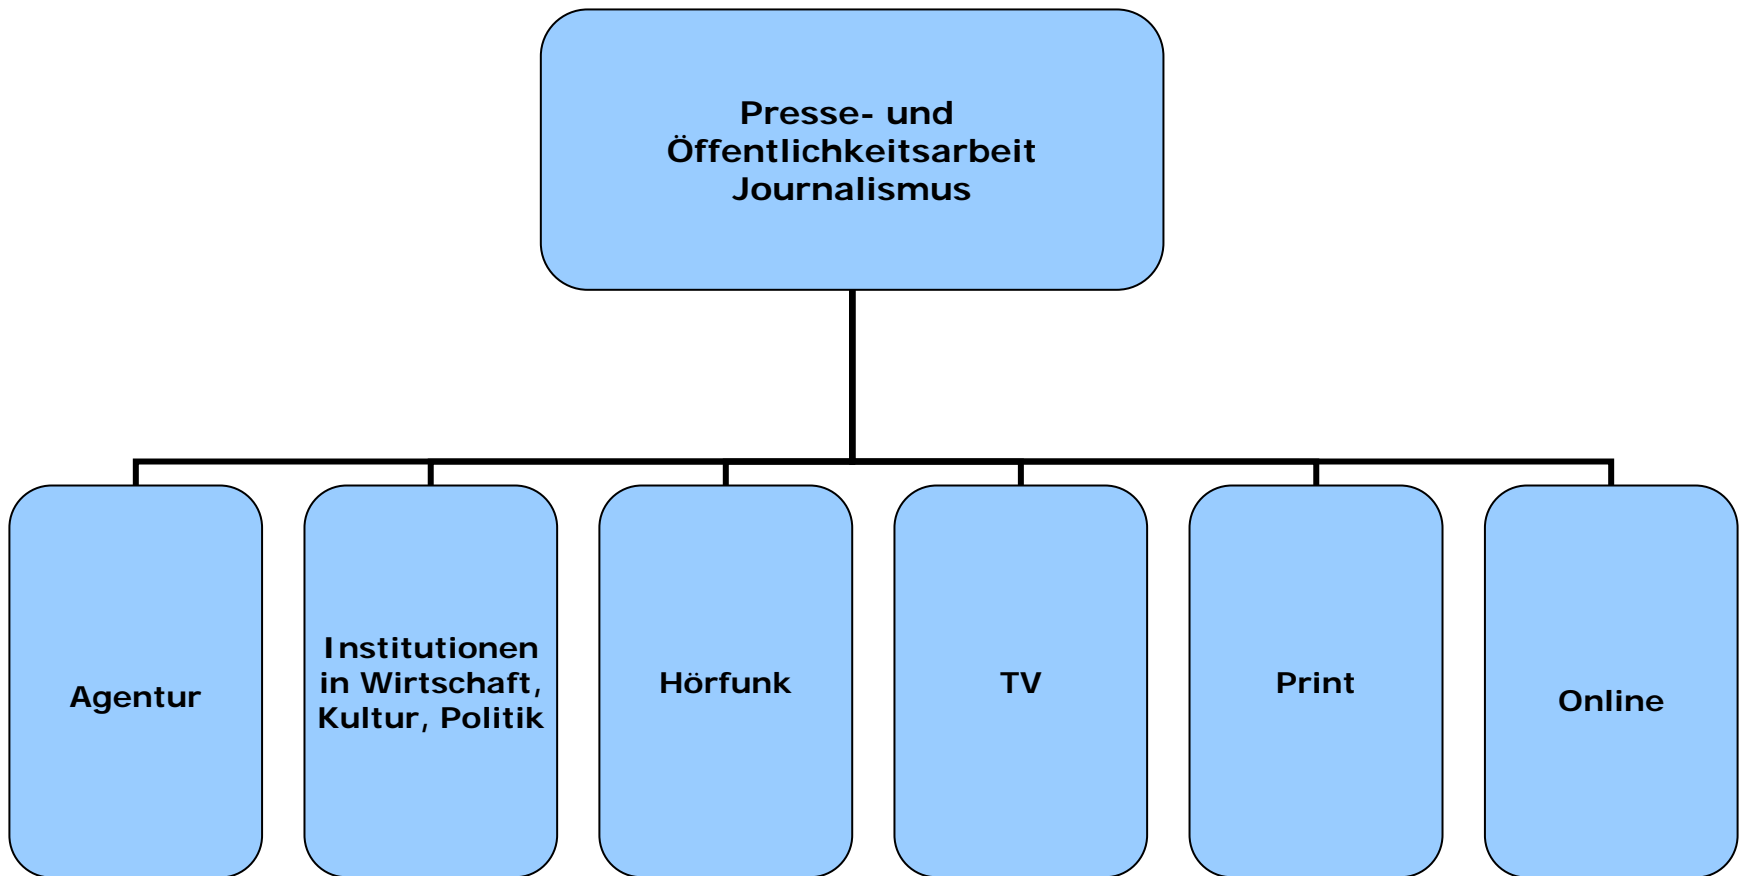 Presse- und
Öffentlichkeitsarbeit
Journalismus
Agentur
Institutionen
in Wirtschaft,
Kultur, Politik
Hörfunk
TV
Print
Online